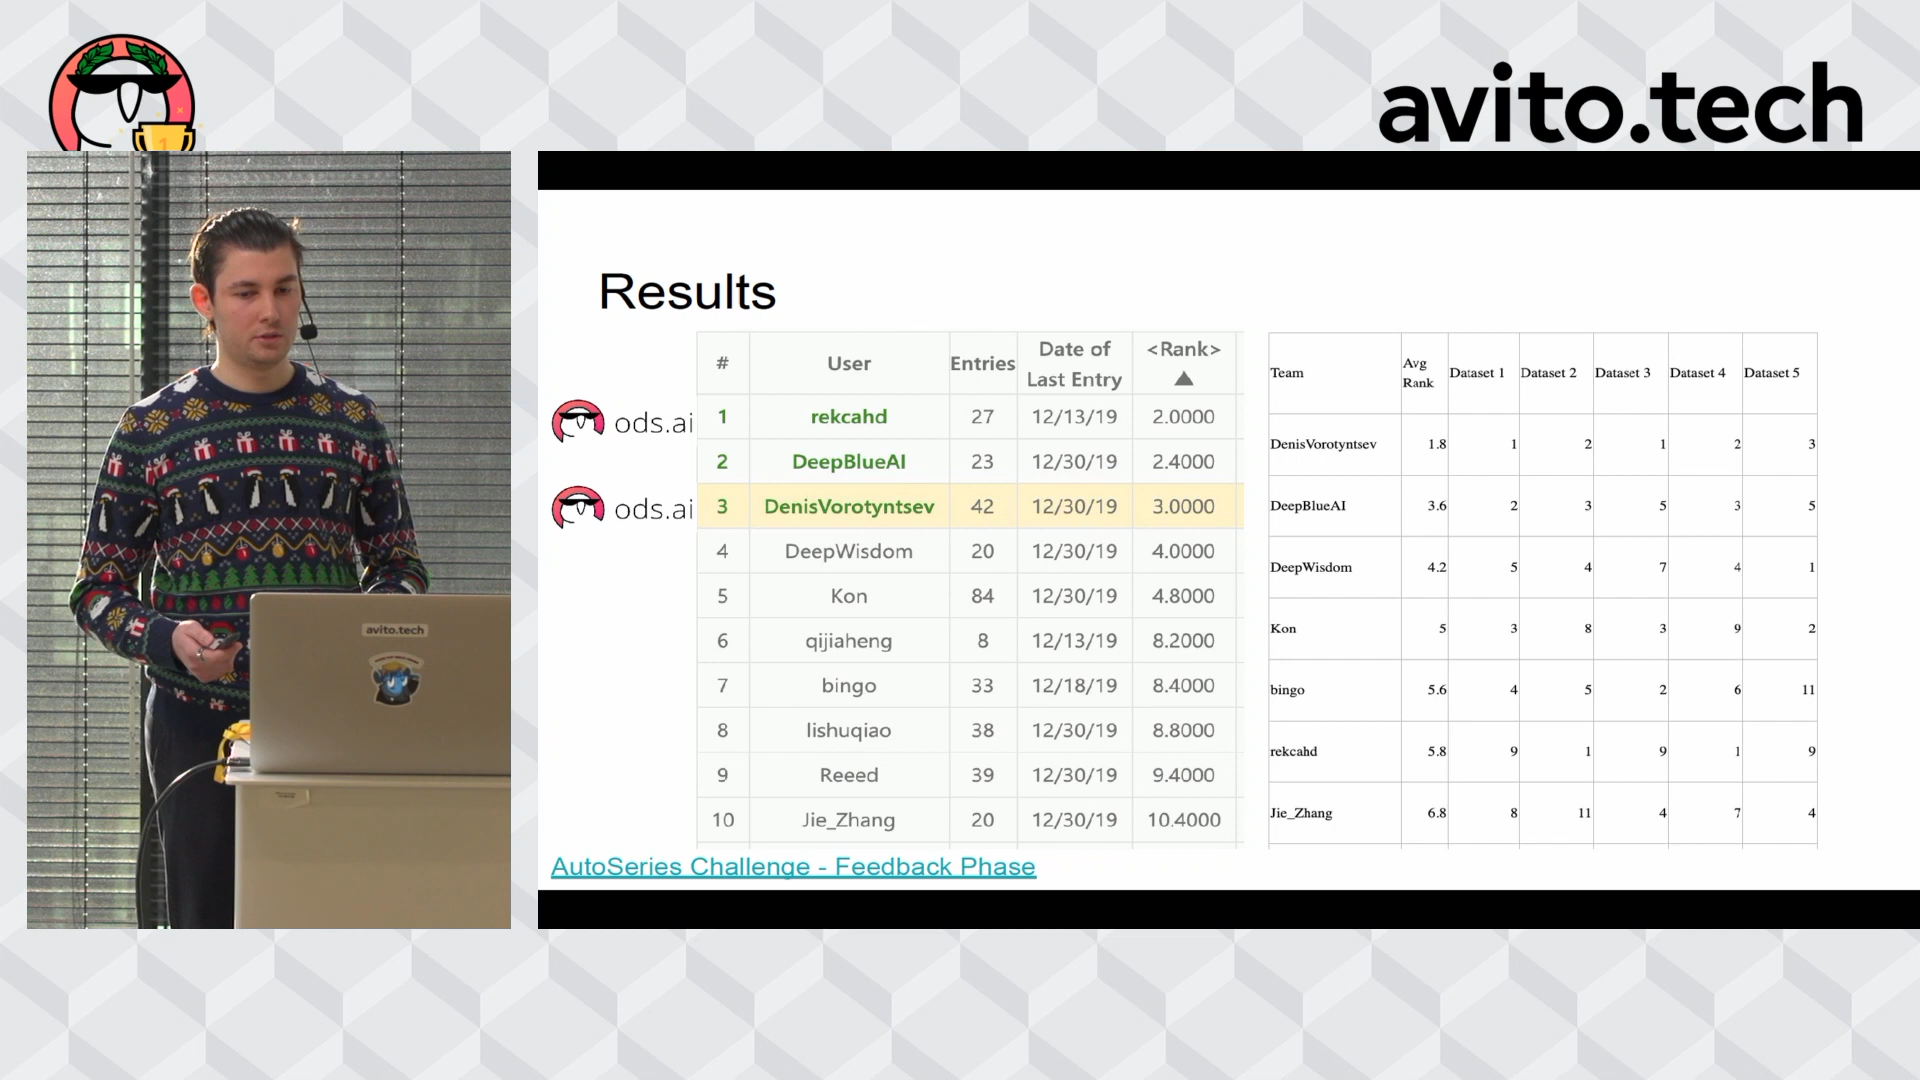 avito.tech
Results
# User Entries Date of Last Entry <Rank> ▲
ods.ai 1 rekcahd 27 12/13/19 2.0000
2 DeepBlueAI 23 12/30/19 2.4000
ods.ai 3 DenisVorotyntsev 42 12/30/19 3.0000
4 DeepWisdom 20 12/30/19 4.0000
5 Kon 84 12/30/19 4.8000
6 qijiaheng 8 12/13/19 8.2000
7 bingo 33 12/18/19 8.4000
8 lishuqiao 38 12/30/19 8.8000
9 Reeed 39 12/30/19 9.4000
10 Jie_Zhang 20 12/30/19 10.4000
Team Avg Rank Dataset 1 Dataset 2 Dataset 3 Dataset 4 Dataset 5
DenisVorotyntsev 1.8 1 2 1 2 3
DeepBlueAI 3.6 2 3 5 3 5
DeepWisdom 4.2 5 4 7 4 1
Kon 5 3 8 3 9 2
bingo 5.6 4 5 2 6 11
rekcahd 5.8 9 1 9 1 9
Jie_Zhang 6.8 8 11 4 7 4
AutoSeries Challenge - Feedback Phase
avito.tech
1